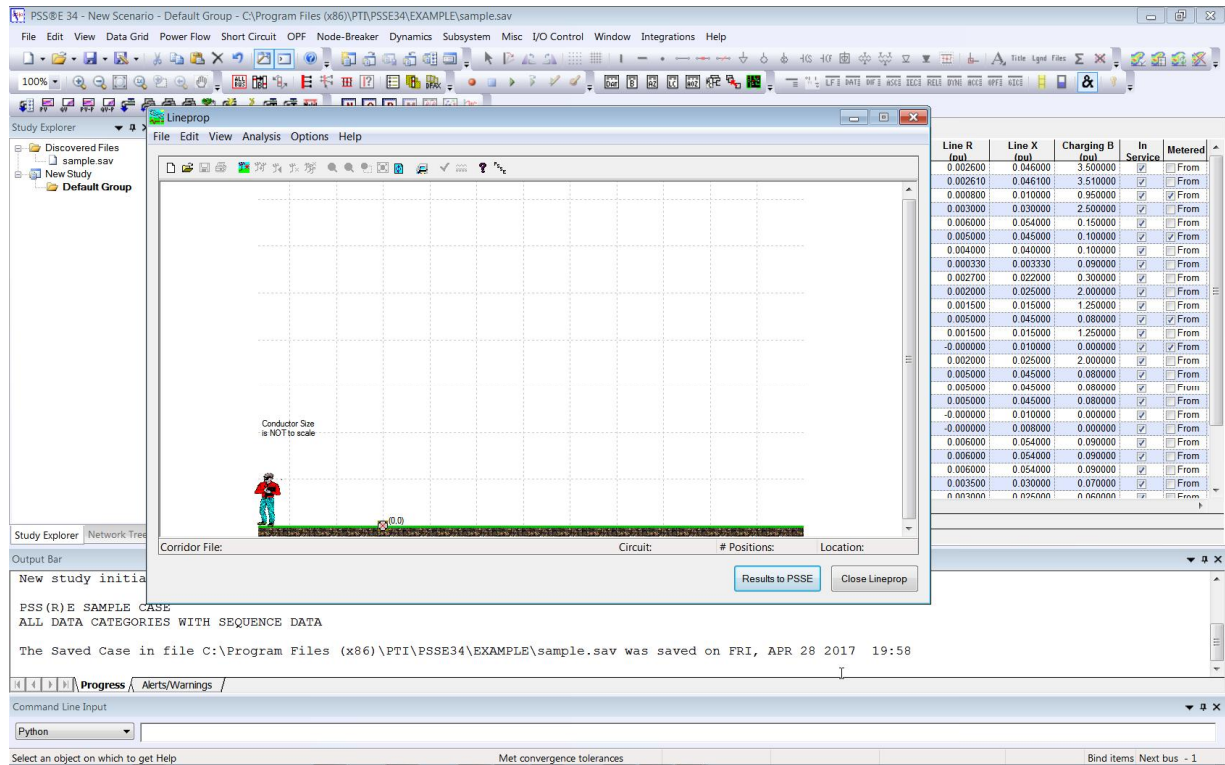 PSS®E 34 - New Scenario - Default Group - C:\Program Files (x86)\PTI\PSSE34\EXAMPLE\sample.sav
File Edit View Data Grid Power Flow Short Circuit OPF Node-Breaker Dynamics Subsystem Misc I/O Control Window Integrations Help
100%
Study Explorer
Discovered Files
sample.sav
New Study
Default Group
Lineprop
File Edit View Analysis Options Help
Conductor Size
is NOT to scale
(0.0)
Corridor File: Circuit: # Positions: Location:
Results to PSSE Close Lineprop
Line R (pu) Line X (pu) Charging B (pu) In Service Metered
0.002600 0.046000 3.500000 From
0.002610 0.046100 3.510000 From
0.000800 0.010000 0.950000 From
0.003000 0.030000 2.500000 From
0.006000 0.054000 0.150000 From
0.005000 0.045000 0.100000 From
0.004000 0.040000 0.100000 From
0.000330 0.003330 0.090000 From
0.002700 0.022000 0.300000 From
0.002000 0.025000 2.000000 From
0.001500 0.015000 1.250000 From
0.005000 0.045000 0.080000 From
0.001500 0.015000 1.250000 From
-0.000000 0.010000 0.000000 From
0.002000 0.025000 2.000000 From
0.005000 0.045000 0.080000 From
0.005000 0.045000 0.080000 From
0.005000 0.045000 0.080000 From
-0.000000 0.010000 0.000000 From
-0.000000 0.008000 0.000000 From
0.006000 0.054000 0.090000 From
0.006000 0.054000 0.090000 From
0.006000 0.054000 0.090000 From
0.003500 0.030000 0.070000 From
0.003000 0.025000 0.060000 From
Study Explorer Network Tree
Output Bar
New study initia
PSS(R)E SAMPLE CASE
ALL DATA CATEGORIES WITH SEQUENCE DATA
The Saved Case in file C:\Program Files (x86)\PTI\PSSE34\EXAMPLE\sample.sav was saved on FRI, APR 28 2017 19:58
Progress Alerts/Warnings
Command Line Input
Python
Select an object on which to get Help Met convergence tolerances Bind items Next bus - 1